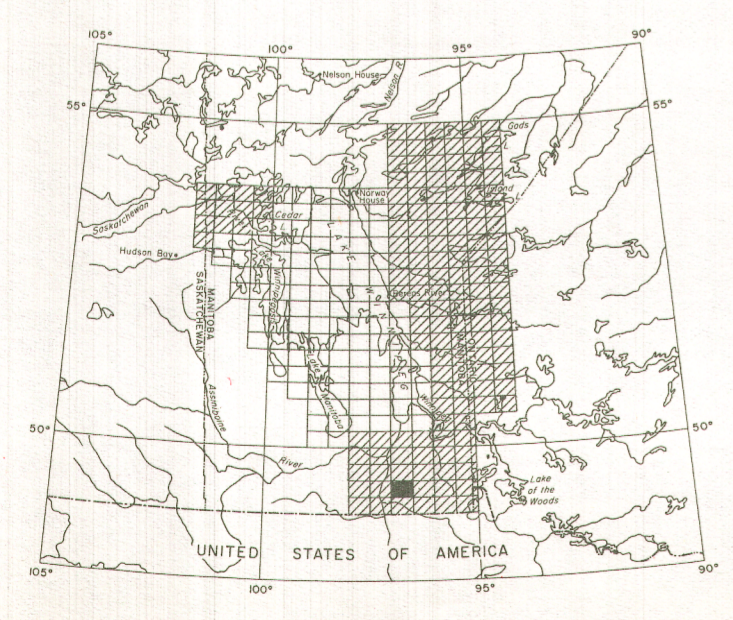 105°
100°
95°
90°
Nelson House
Nelson R
55°
55°
Gods
L
Island
Norway
House
Cedar
L
Saskatchewan
Hudson Bay
LAKE WINNIPEG
Winnipegosis
Berens River
MANITOBA
SASKATCHEWAN
MANITOBA
Lake
Manitoba
Winnipeg
Assiniboine
River
50°
50°
Lake
of the
Woods
UNITED STATES OF AMERICA
105°
100°
95°
90°